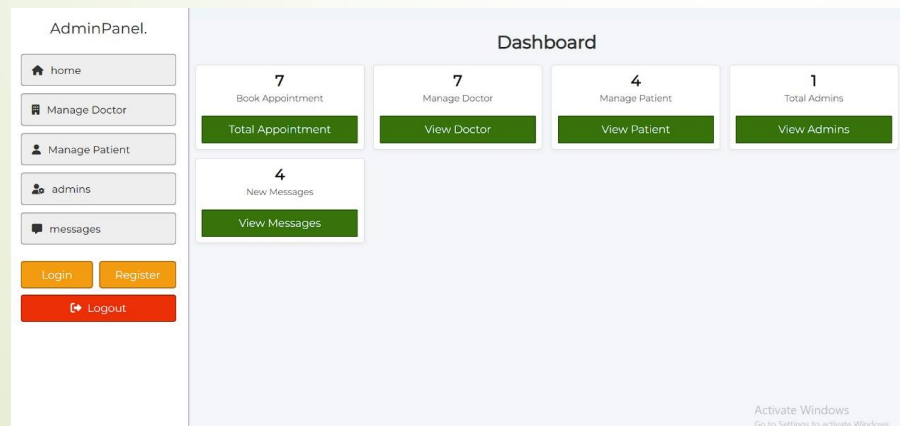 AdminPanel.
home
Manage Doctor
Manage Patient
admins
messages
Login Register
Logout
Dashboard
7
Book Appointment
Total Appointment
7
Manage Doctor
View Doctor
4
Manage Patient
View Patient
1
Total Admins
View Admins
4
New Messages
View Messages
Activate Windows
Go to Settings to activate Windows.